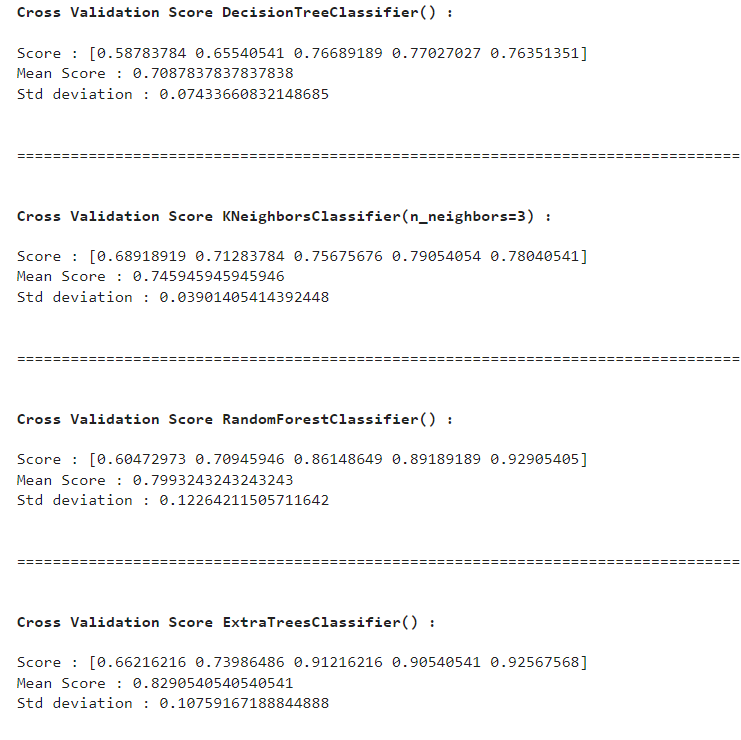 Cross Validation Score DecisionTreeClassifier() :
Score : [0.58783784 0.65540541 0.76689189 0.77027027 0.76351351]
Mean Score : 0.7087837837837838
Std deviation : 0.07433660832148685
================================================================================
Cross Validation Score KNeighborsClassifier(n_neighbors=3) :
Score : [0.68918919 0.71283784 0.75675676 0.79054054 0.78040541]
Mean Score : 0.745945945945946
Std deviation : 0.03901405414392448
================================================================================
Cross Validation Score RandomForestClassifier() :
Score : [0.60472973 0.70945946 0.86148649 0.89189189 0.92905405]
Mean Score : 0.7993243243243243
Std deviation : 0.12264211505711642
================================================================================
Cross Validation Score ExtraTreesClassifier() :
Score : [0.66216216 0.73986486 0.91216216 0.90540541 0.92567568]
Mean Score : 0.8290540540540541
Std deviation : 0.10759167188844888